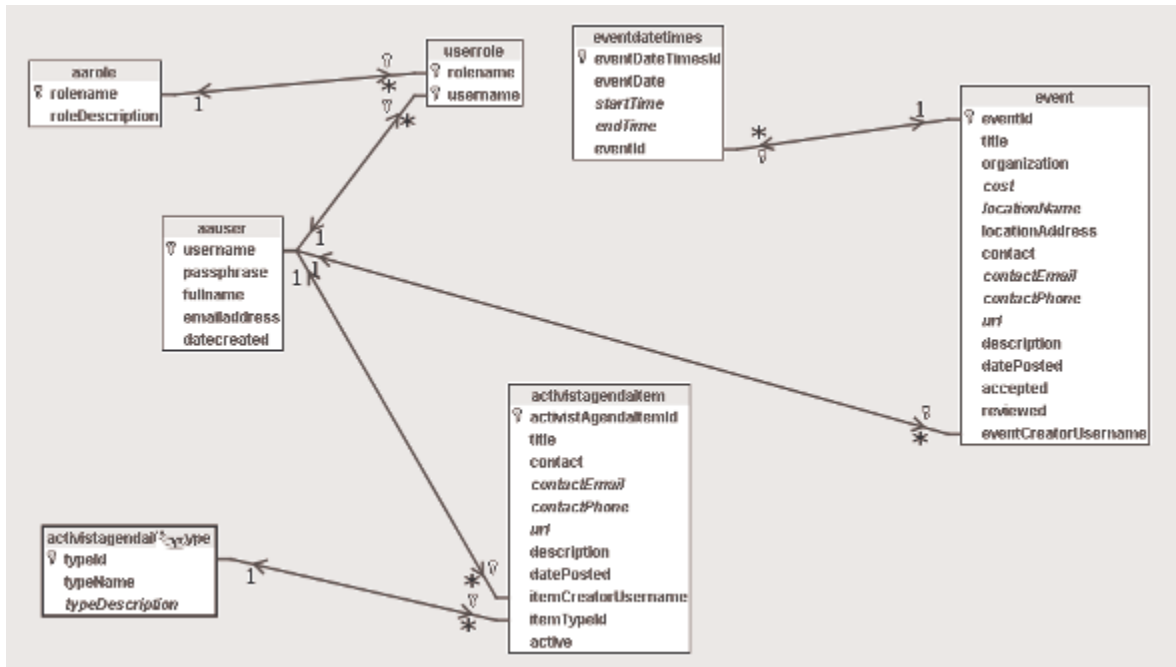 aarole
rolename
roleDescription
1
*
userrole
rolename
username
*
eventdatetimes
eventDateTimesId
eventDate
startTime
endTime
eventId
*
1
event
eventId
title
organization
cost
locationName
locationAddress
contact
contactEmail
contactPhone
url
description
datePosted
accepted
reviewed
eventCreatorUsername
*
aauser
username
passphrase
fullname
emailaddress
datecreated
1
1
1
activistagendaitem
activistAgendaItemId
title
contact
contactEmail
contactPhone
url
description
datePosted
itemCreatorUsername
itemTypeId
active
*
*
typeId
typeName
typeDescription
1